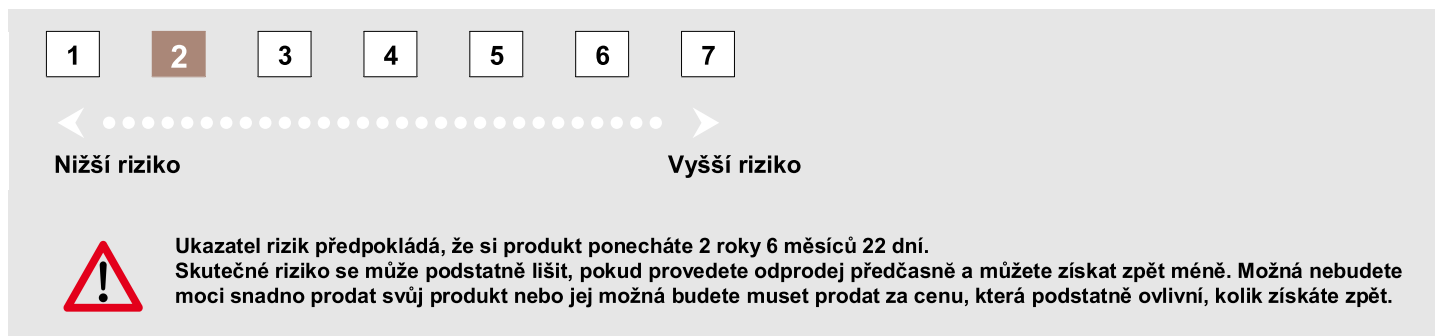 1 2 3 4 5 6 7
Nižší riziko Vyšší riziko
Ukazatel rizik předpokládá, že si produkt ponecháte 2 roky 6 měsíců 22 dní.
Skutečné riziko se může podstatně lišit, pokud provedete odprodej předčasně a můžete získat zpět méně. Možná nebudete
moci snadno prodat svůj produkt nebo jej možná budete muset prodat za cenu, která podstatně ovlivní, kolik získáte zpět.